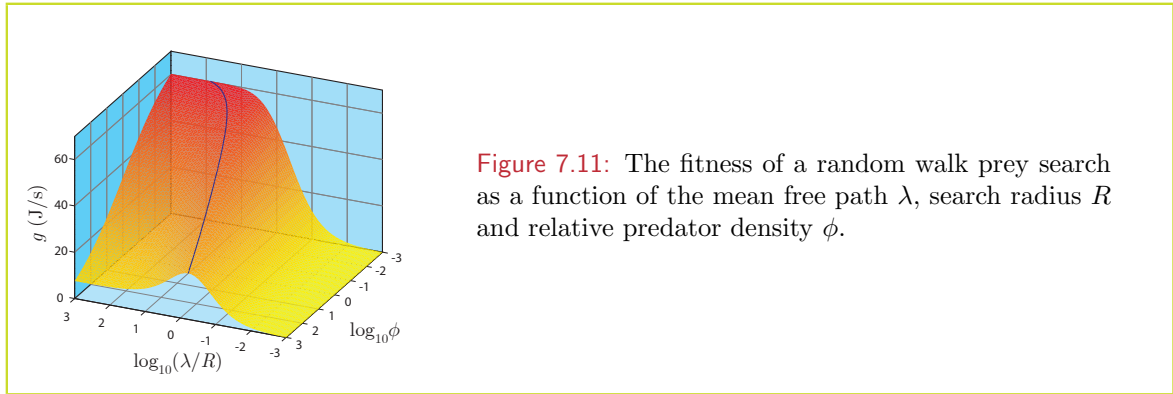 60
40
20
0
g (J/s)
3 2 1 0 -1 -2 -3
log₁₀(λ/R)
3 2 1 0 -1 -2 -3
log₁₀ϕ
Figure 7.11: The fitness of a random walk prey search
as a function of the mean free path λ, search radius R
and relative predator density ϕ.